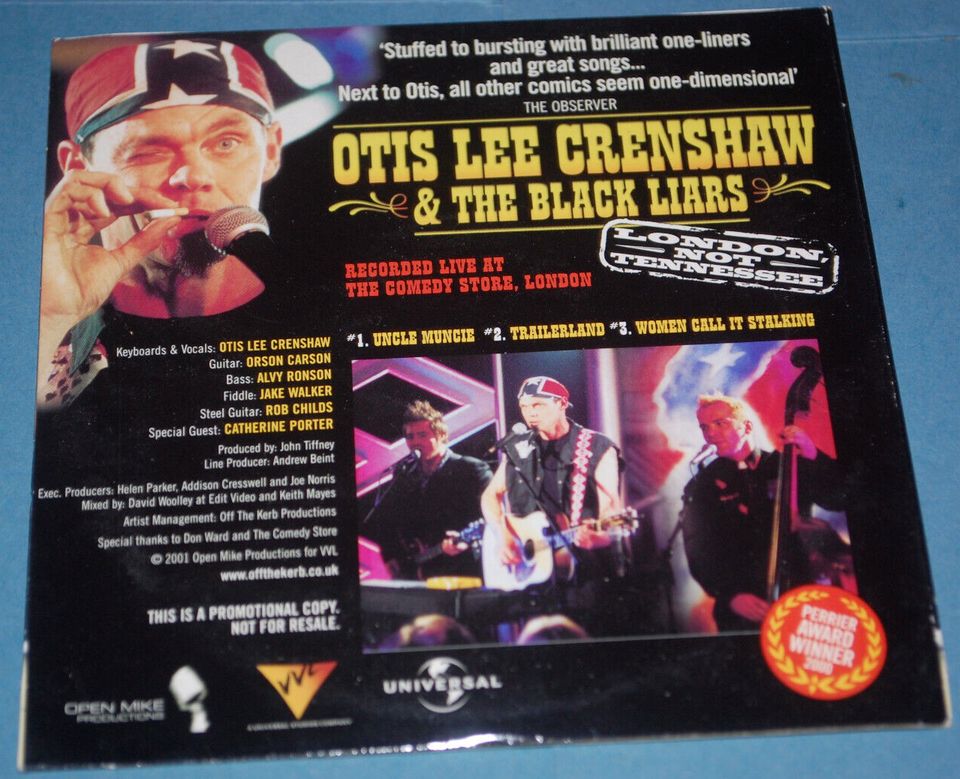 ‘Stuffed to bursting with brilliant one-liners
and great songs...
Next to Otis, all other comics seem one-dimensional’
THE OBSERVER
OTIS LEE CRENSHAW
& THE BLACK LIARS
LONDON,
NOT
TENNESSEE
RECORDED LIVE AT
THE COMEDY STORE, LONDON
#1. UNCLE MUNCIE #2. TRAILERLAND #3. WOMEN CALL IT STALKING
Keyboards & Vocals: OTIS LEE CRENSHAW
Guitar: ORSON CARSON
Bass: ALVY RONSON
Fiddle: JAKE WALKER
Steel Guitar: ROB CHILDS
Special Guest: CATHERINE PORTER
Produced by: John Tiffney
Line Producer: Andrew Beint
Exec. Producers: Helen Parker, Addison Cresswell and Joe Norris
Mixed by: David Woolley at Edit Video and Keith Mayes
Artist Management: Off The Kerb Productions
Special thanks to Don Ward and The Comedy Store
© 2001 Open Mike Productions for VVL
www.offthekerb.co.uk
THIS IS A PROMOTIONAL COPY.
NOT FOR RESALE.
PERRIER
AWARD
WINNER
2000
OPEN MIKE
PRODUCTIONS
VVL
UNIVERSAL